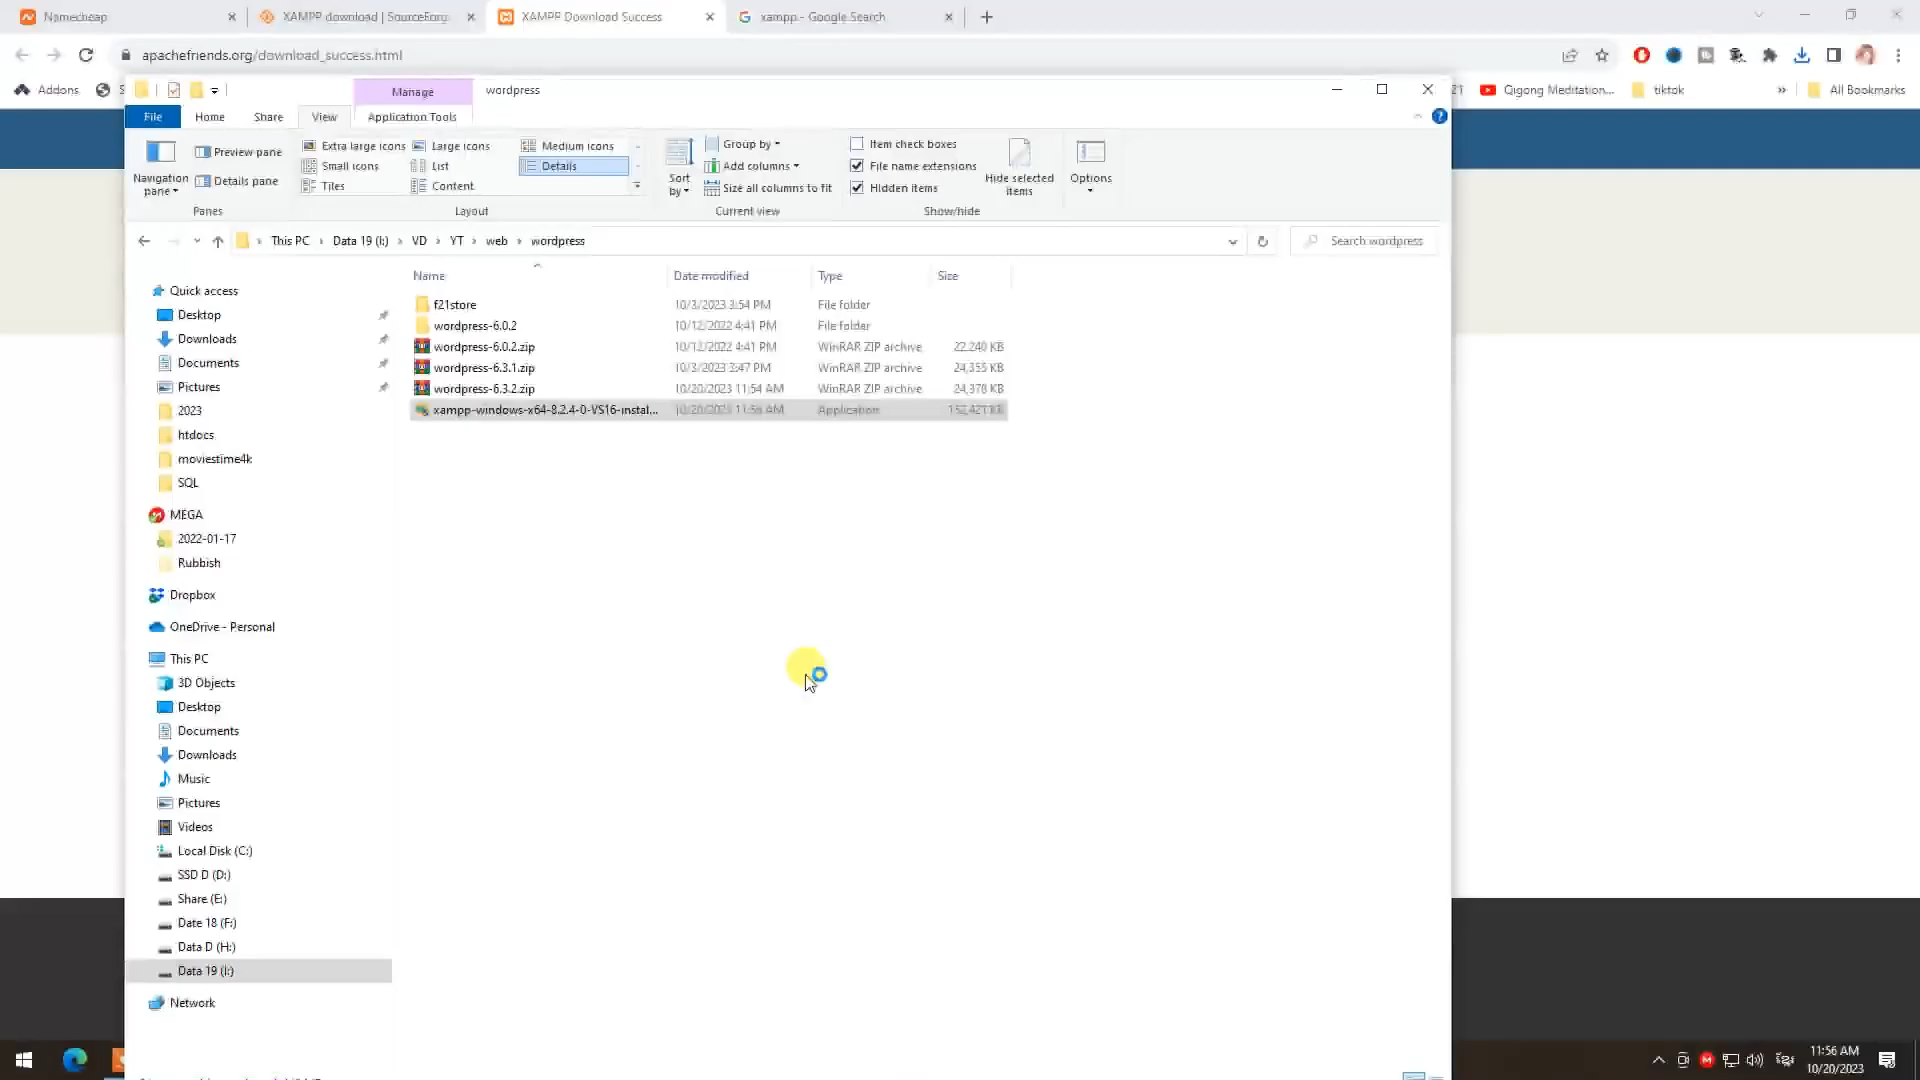 Namecheap
XAMPP download | SourceForg
XAMPP Download Success
xampp - Google Search
apachefriends.org/download_success.html
Addons
Qigong Meditation...
tiktok
»
All Bookmarks
Manage
wordpress
File
Home
Share
View
Application Tools
Navigation pane
Preview pane
Details pane
Extra large icons
Large icons
Medium icons
Small icons
List
Details
Tiles
Content
Sort by
Group by
Add columns
Size all columns to fit
Item check boxes
File name extensions
Hidden items
Hide selected items
Options
Panes
Layout
Current view
Show/hide
This PC › Data 19 (I:) › VD › YT › web › wordpress
Search wordpress
Name Date modified Type Size
f21store 10/3/2023 3:54 PM File folder
wordpress-6.0.2 10/12/2022 4:41 PM File folder
wordpress-6.0.2.zip 10/12/2022 4:41 PM WinRAR ZIP archive 22,240 KB
wordpress-6.3.1.zip 10/3/2023 3:47 PM WinRAR ZIP archive 24,355 KB
wordpress-6.3.2.zip 10/20/2023 11:54 AM WinRAR ZIP archive 24,378 KB
xampp-windows-x64-8.2.4-0-VS16-instal... 10/20/2023 11:56 AM Application 152,421 KB
Quick access
Desktop
Downloads
Documents
Pictures
2023
htdocs
moviestime4k
SQL
MEGA
2022-01-17
Rubbish
Dropbox
OneDrive - Personal
This PC
3D Objects
Desktop
Documents
Downloads
Music
Pictures
Videos
Local Disk (C:)
SSD D (D:)
Share (E:)
Date 18 (F:)
Data D (H:)
Data 19 (I:)
Network
11:56 AM
10/20/2023